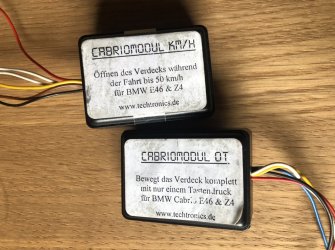 CABRIOMODUL KM/H
Öffnen des Verdecks während
der Fahrt bis 50 km/h
für BMW E46 & Z4
www.techtronics.de
CABRIOMODUL OT
Bewegt das Verdeck komplett
mit nur einem Tastendruck
für BMW Cabrio E46 & Z4
www.techtronics.de